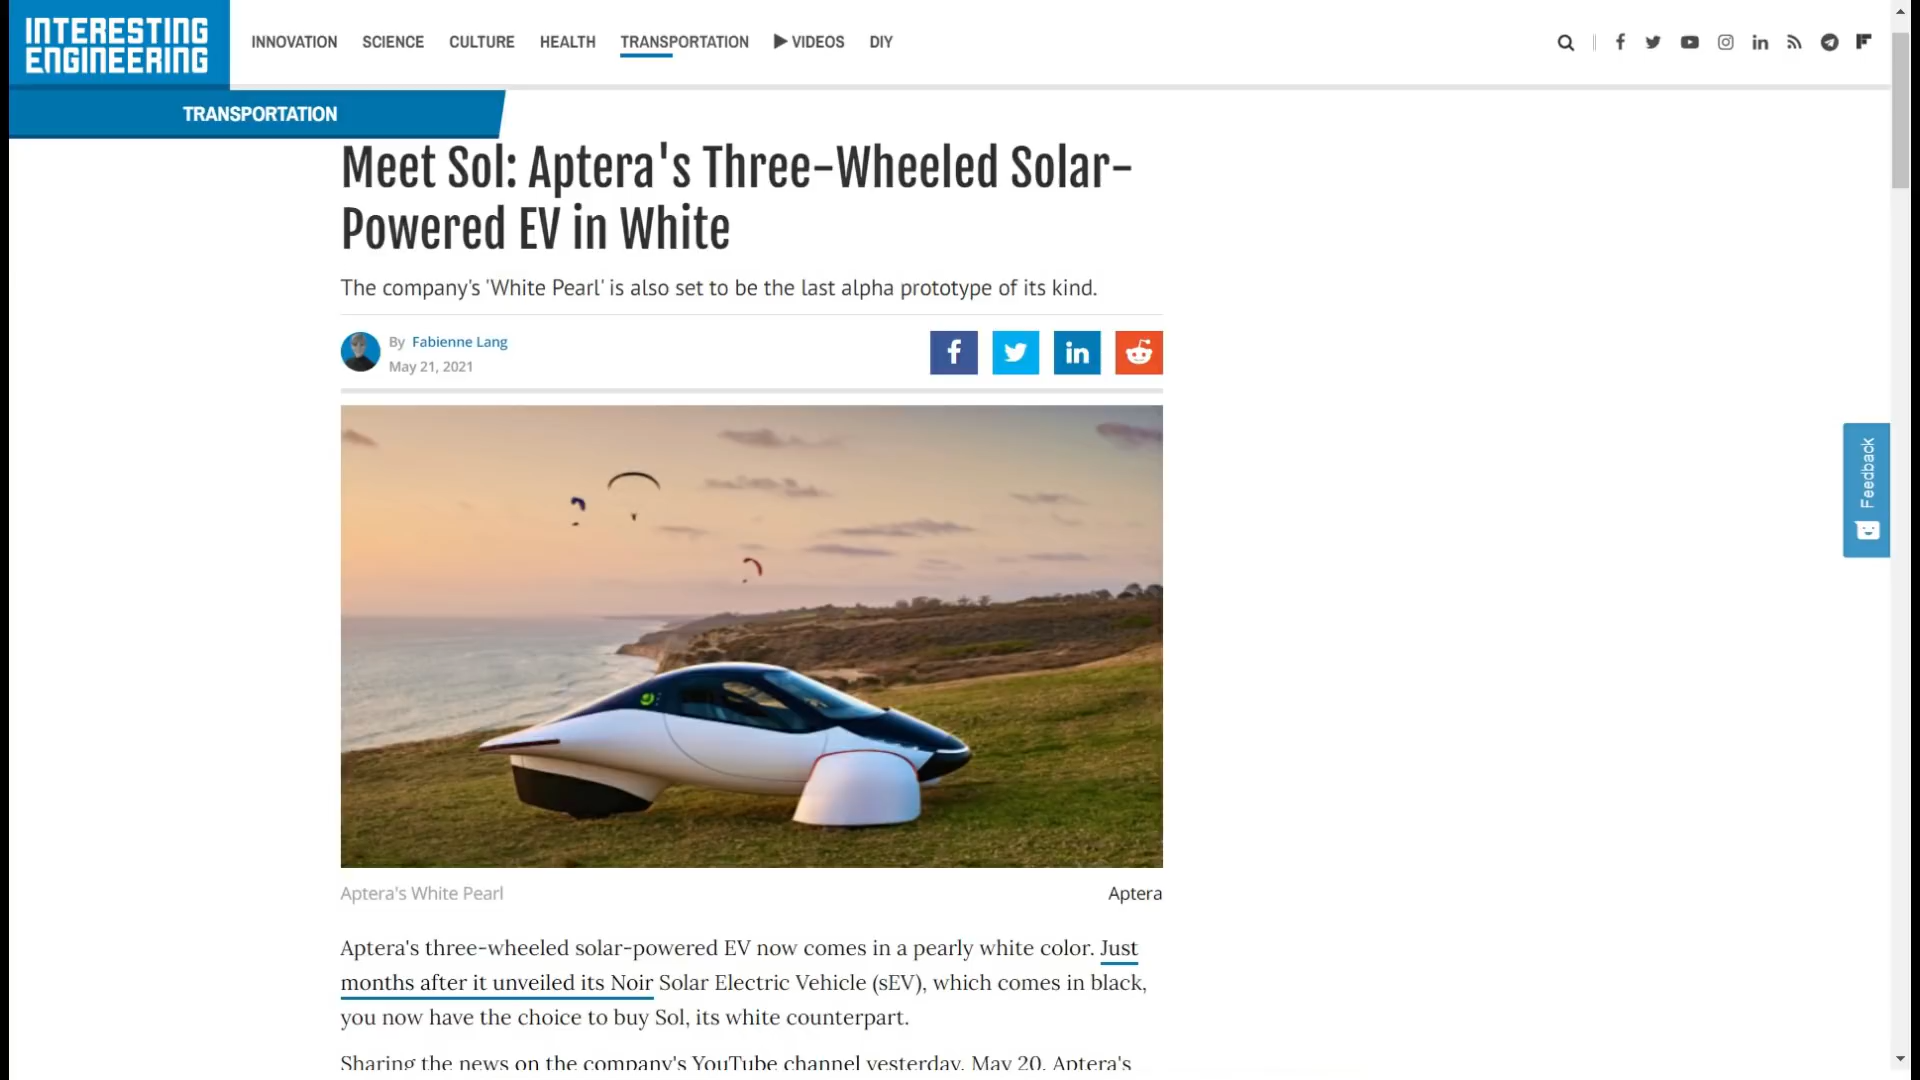 INTERESTING
ENGINEERING
INNOVATION SCIENCE CULTURE HEALTH TRANSPORTATION VIDEOS DIY
TRANSPORTATION
Meet Sol: Aptera's Three-Wheeled Solar-
Powered EV in White
The company's 'White Pearl' is also set to be the last alpha prototype of its kind.
By Fabienne Lang
May 21, 2021
Feedback
Aptera's White Pearl Aptera
Aptera's three-wheeled solar-powered EV now comes in a pearly white color. Just
months after it unveiled its Noir Solar Electric Vehicle (sEV), which comes in black,
you now have the choice to buy Sol, its white counterpart.
Sharing the news on the company's YouTube channel yesterday, May 20, Aptera's